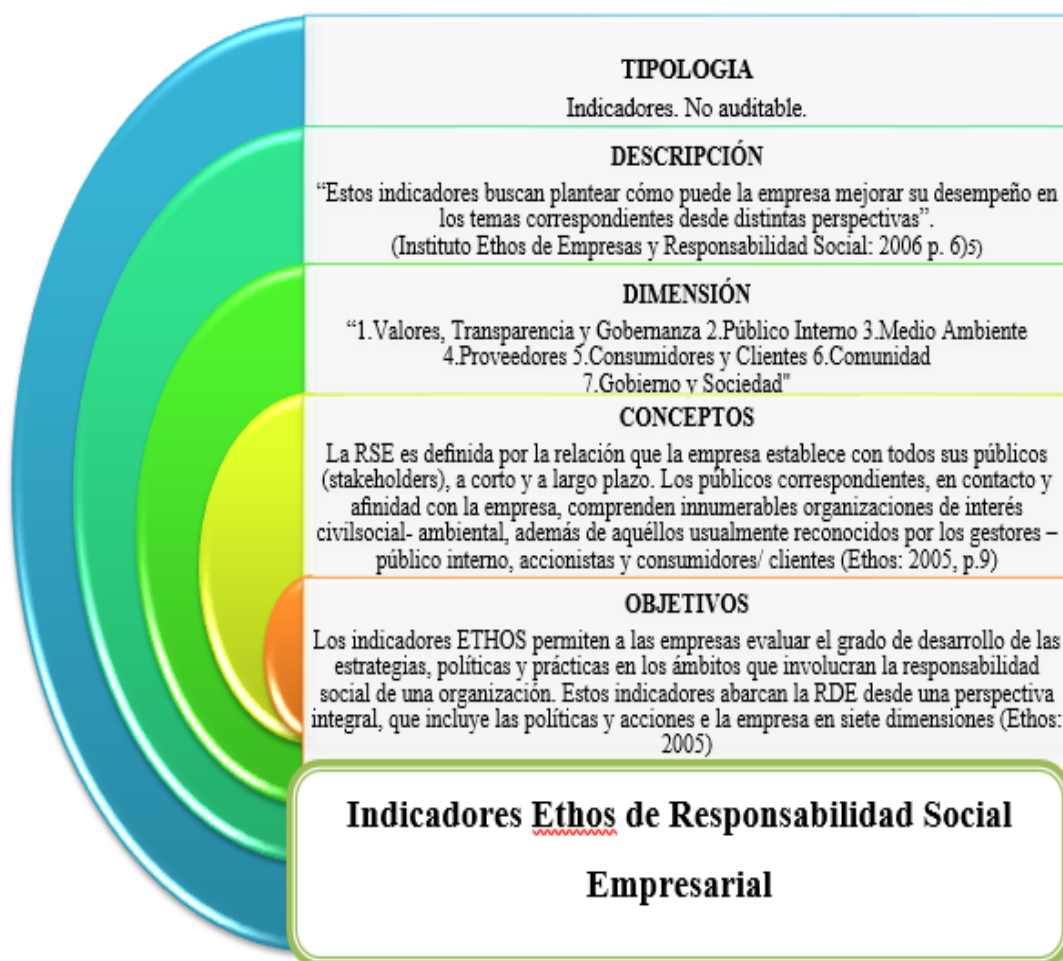 TIPOLOGIA
Indicadores. No auditable.
DESCRIPCIÓN
“Estos indicadores buscan plantear cómo puede la empresa mejorar su desempeño en
los temas correspondientes desde distintas perspectivas”.
(Instituto Ethos de Empresas y Responsabilidad Social: 2006 p. 6)5)
DIMENSIÓN
“1.Valores, Transparencia y Gobernanza 2.Público Interno 3.Medio Ambiente
4.Proveedores 5.Consumidores y Clientes 6.Comunidad
7.Gobierno y Sociedad"
CONCEPTOS
La RSE es definida por la relación que la empresa establece con todos sus públicos
(stakeholders), a corto y a largo plazo. Los públicos correspondientes, en contacto y
afinidad con la empresa, comprenden innumerables organizaciones de interés
civilsocial- ambiental, además de aquéllos usualmente reconocidos por los gestores –
público interno, accionistas y consumidores/ clientes (Ethos: 2005, p.9)
OBJETIVOS
Los indicadores ETHOS permiten a las empresas evaluar el grado de desarrollo de las
estrategias, políticas y prácticas en los ámbitos que involucran la responsabilidad
social de una organización. Estos indicadores abarcan la RDE desde una perspectiva
integral, que incluye las políticas y acciones e la empresa en siete dimensiones (Ethos:
2005)
Indicadores Ethos de Responsabilidad Social
Empresarial